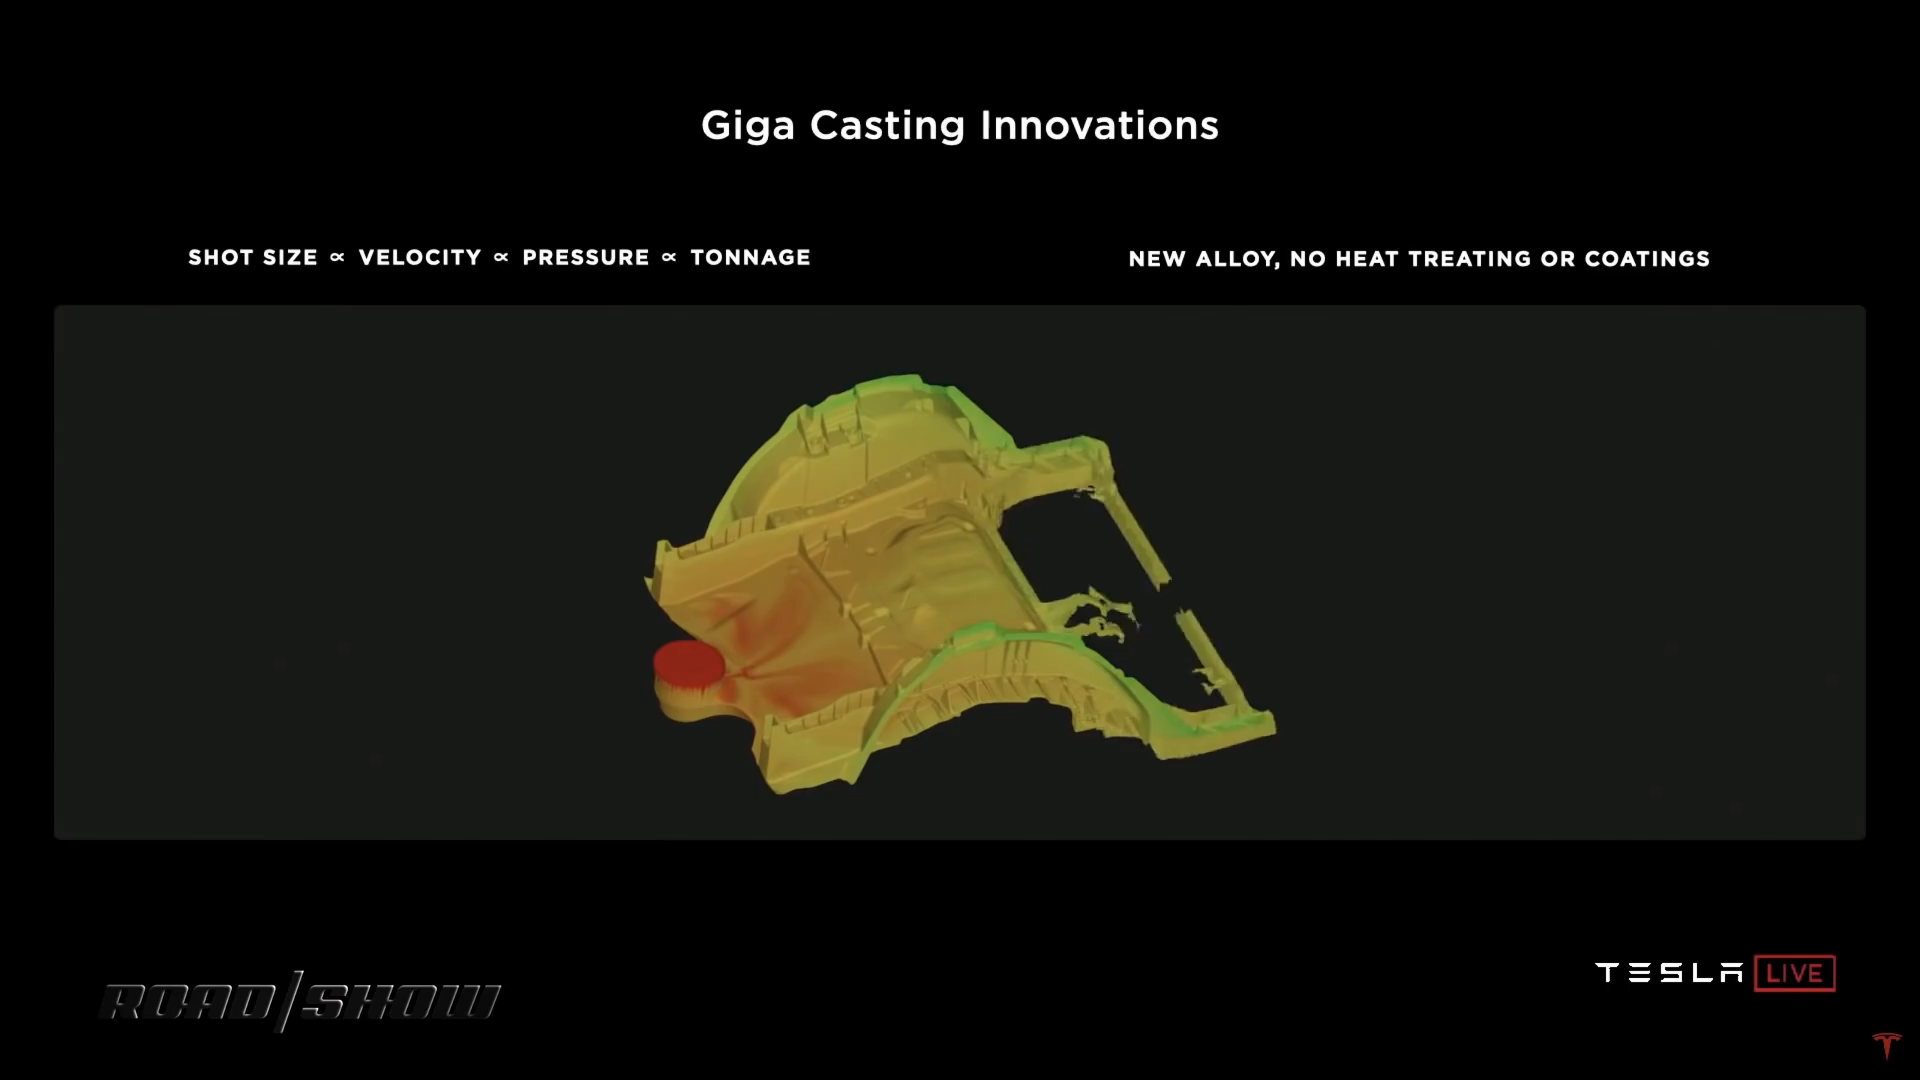 Giga Casting Innovations
SHOT SIZE ∝ VELOCITY ∝ PRESSURE ∝ TONNAGE
NEW ALLOY, NO HEAT TREATING OR COATINGS
ROAD/SHOW
TESLA LIVE